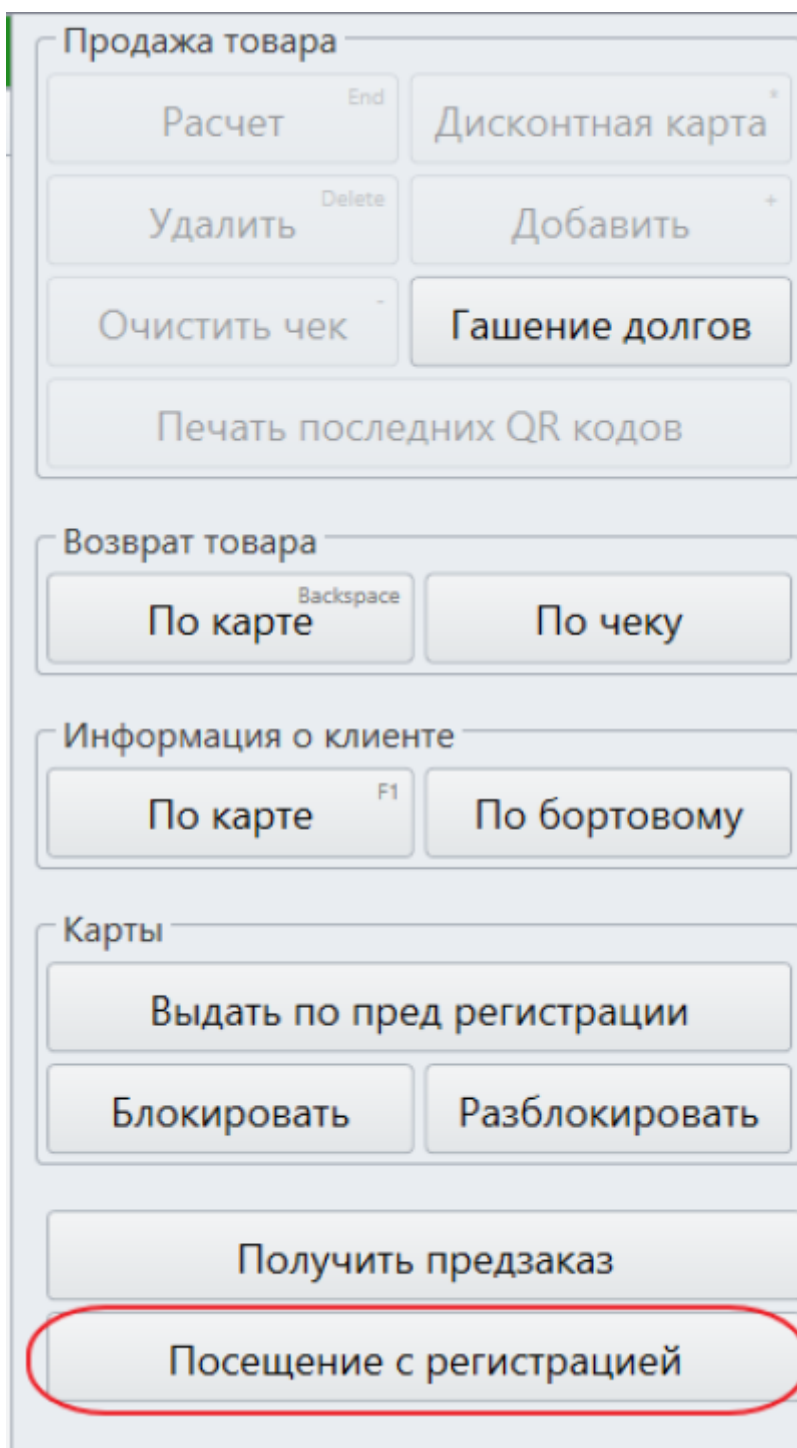 Продажа товара
Расчет End
Дисконтная карта *
Удалить Delete
Добавить +
Очистить чек -
Гашение долгов
Печать последних QR кодов
Возврат товара
По карте Backspace
По чеку
Информация о клиенте
По карте F1
По бортовому
Карты
Выдать по пред регистрации
Блокировать
Разблокировать
Получить предзаказ
Посещение с регистрацией